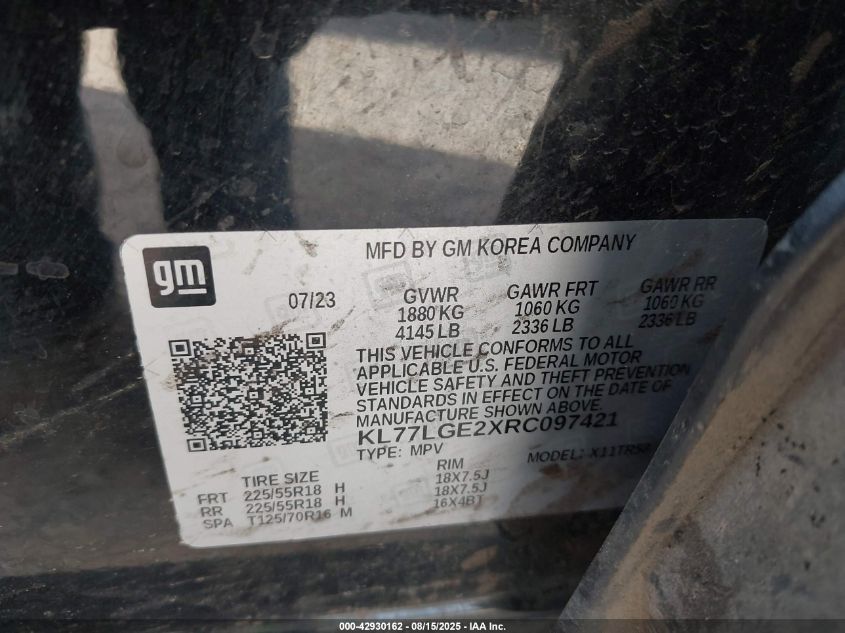 MFD BY GM KOREA COMPANY
gm
07/23
GVWR GAWR FRT GAWR RR
1880 KG 1060 KG 1060 KG
4145 LB 2336 LB 2336 LB
THIS VEHICLE CONFORMS TO ALL
APPLICABLE U.S. FEDERAL MOTOR
VEHICLE SAFETY AND THEFT PREVENTION
STANDARDS IN EFFECT ON THE DATE OF
MANUFACTURE SHOWN ABOVE.
KL77LGE2XRC097421
TYPE: MPV MODEL:
TIRE SIZE RIM
FRT 225/55R18 H 18X7.5J
RR 225/55R18 H 18X7.5J
SPA T125/70R16 M 16X4BT
000-42930162 - 08/15/2025 - IAA Inc.